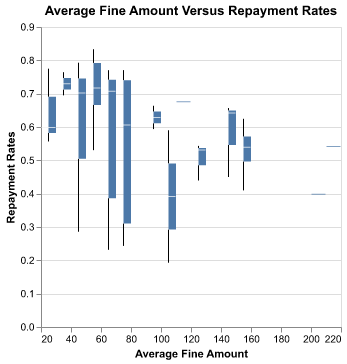 Average Fine Amount Versus Repayment Rates
0.9
0.8
0.7
0.6
0.5
0.4
0.3
0.2
0.1
0.0
Repayment Rates
20 40 60 80 100 120 140 160 200 220
Average Fine Amount